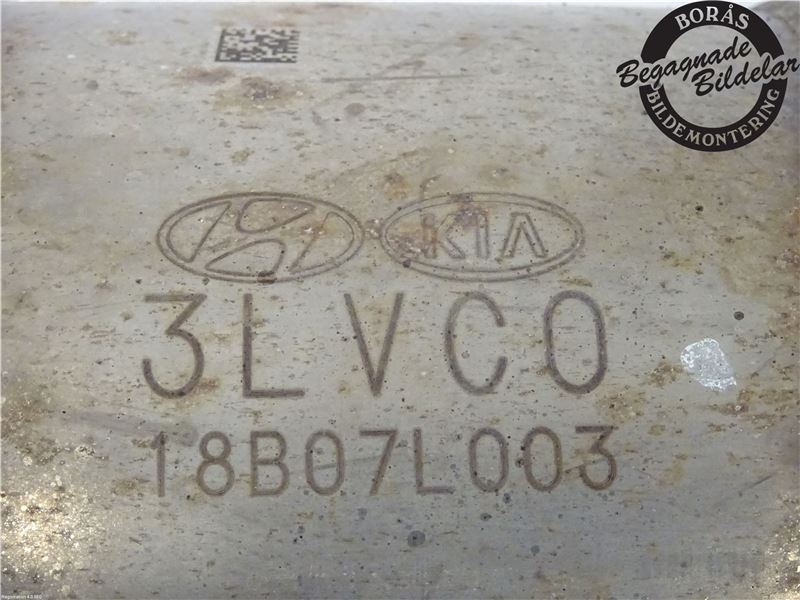 BORÅS
Begagnade
Bildelar
BILDEMONTERING
KIA
3LVC0
18B07L003